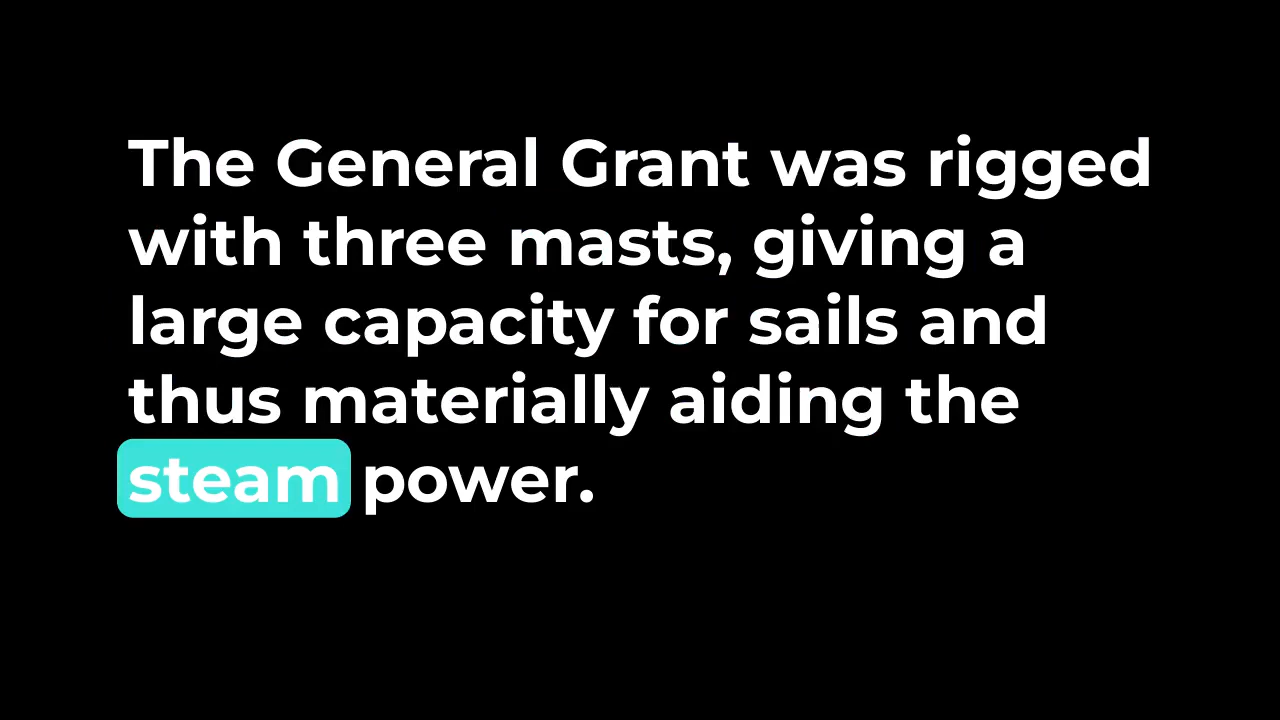 The General Grant was rigged
with three masts, giving a
large capacity for sails and
thus materially aiding the
steam power.